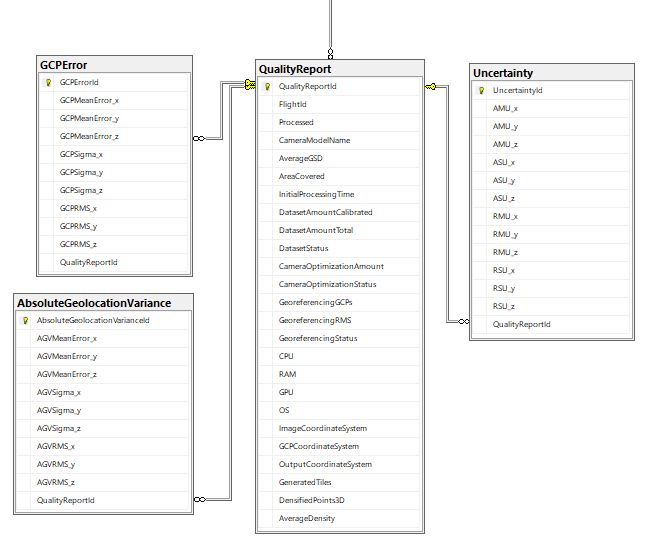 GCPError
GCPErrorId
GCPMeanError_x
GCPMeanError_y
GCPMeanError_z
GCPSigma_x
GCPSigma_y
GCPSigma_z
GCPRMS_x
GCPRMS_y
GCPRMS_z
QualityReportId
AbsoluteGeolocationVariance
AbsoluteGeolocationVarianceId
AGVMeanError_x
AGVMeanError_y
AGVMeanError_z
AGVSigma_x
AGVSigma_y
AGVSigma_z
AGVRMS_x
AGVRMS_y
AGVRMS_z
QualityReportId
QualityReport
QualityReportId
FlightId
Processed
CameraModelName
AverageGSD
AreaCovered
InitialProcessingTime
DatasetAmountCalibrated
DatasetAmountTotal
DatasetStatus
CameraOptimizationAmount
CameraOptimizationStatus
GeoreferencingGCPs
GeoreferencingRMS
GeoreferencingStatus
CPU
RAM
GPU
OS
ImageCoordinateSystem
GCPCoordinateSystem
OutputCoordinateSystem
GeneratedTiles
DensifiedPoints3D
AverageDensity
Uncertainty
UncertaintyId
AMU_x
AMU_y
AMU_z
ASU_x
ASU_y
ASU_z
RMU_x
RMU_y
RMU_z
RSU_x
RSU_y
RSU_z
QualityReportId